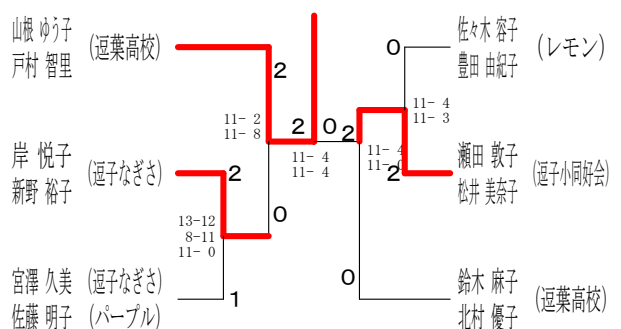 山根 ゆう子
戸村 智里
(逗葉高校)
2
11- 2
11- 8
岸 悦子
新野 裕子
(逗子なぎさ)
2
13-12
8-11
11- 0
0
宮澤 久美 (逗子なぎさ)
佐藤 明子 (パープル)
1
2
0
11- 4
11- 4
佐々木 容子
豊田 由紀子
(レモン)
0
11- 4
11- 3
2
瀬田 敦子
松井 美奈子
(逗子小同好会)
2
11- 4
鈴木 麻子
北村 優子
(逗葉高校)
0